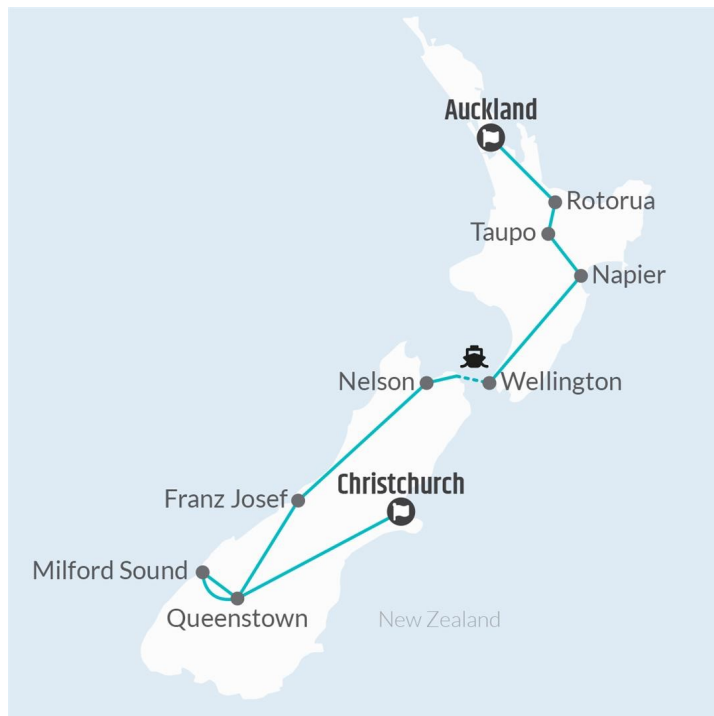 Auckland
Rotorua
Taupo
Napier
Nelson
Wellington
Christchurch
Franz Josef
Milford Sound
Queenstown
New Zealand